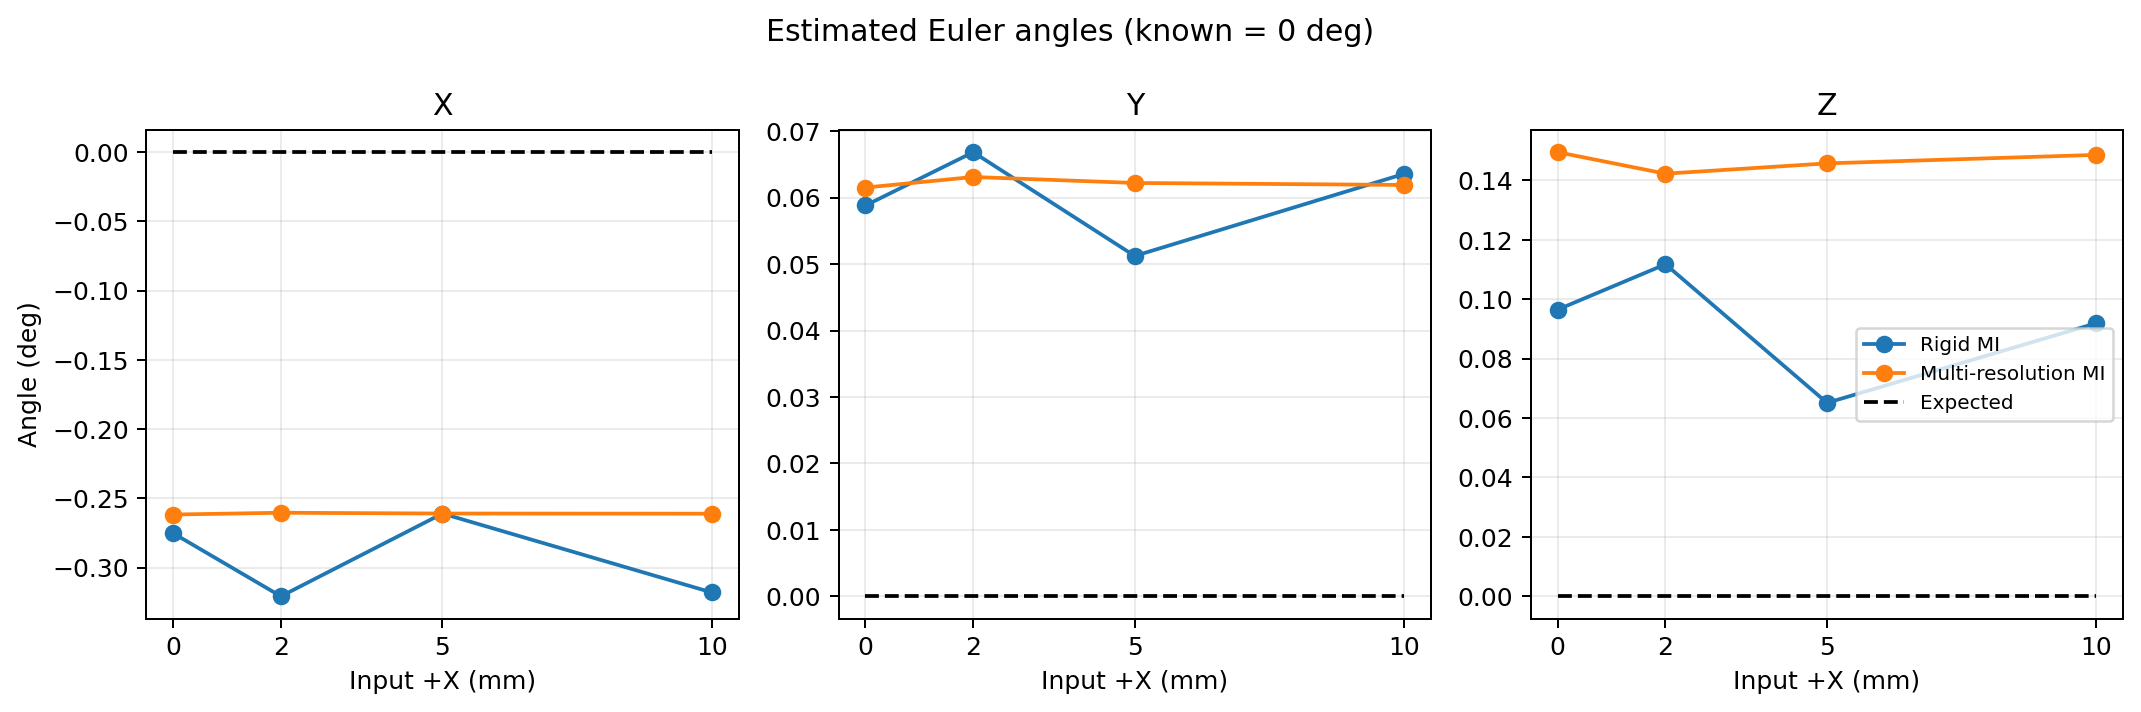 Estimated Euler angles (known = 0 deg)
X
Y
Z
Angle (deg)
0.00
−0.05
−0.10
−0.15
−0.20
−0.25
−0.30
0 2 5 10
Input +X (mm)
0.07
0.06
0.05
0.04
0.03
0.02
0.01
0.00
0 2 5 10
Input +X (mm)
0.14
0.12
0.10
0.08
0.06
0.04
0.02
0.00
Rigid MI
Multi-resolution MI
Expected
0 2 5 10
Input +X (mm)